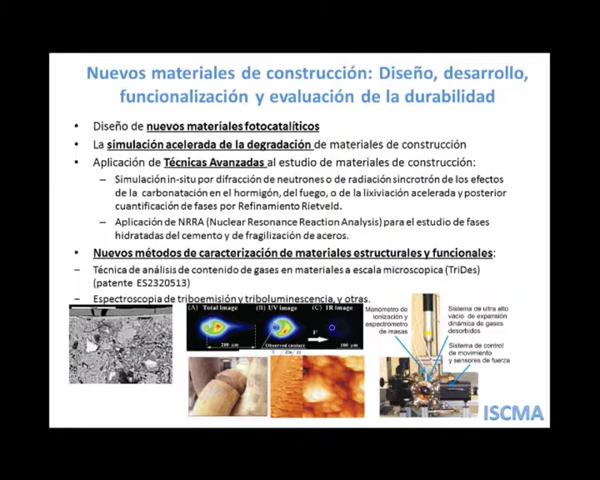 Nuevos materiales de construcción: Diseño, desarrollo,
funcionalización y evaluación de la durabilidad
• Diseño de nuevos materiales fotocatalíticos
• La simulación acelerada de la degradación de materiales de construcción
• Aplicación de Técnicas Avanzadas al estudio de materiales de construcción:
– Simulación in-situ por difracción de neutrones o de radiación sincrotrón de los efectos
de la carbonatación en el hormigón, del fuego, o de la lixiviación acelerada y posterior
cuantificación de fases por Refinamiento Rietveld.
– Aplicación de NRRA (Nuclear Resonance Reaction Analysis) para el estudio de fases
hidratadas del cemento y de fragilización de aceros.
• Nuevos métodos de caracterización de materiales estructurales y funcionales:
– Técnica de análisis de contenido de gases en materiales a escala microscopica (TriDes)
(patente ES2320513)
– Espectroscopia de triboemisión y triboluminescencia, y otras.
(A) Total image (B) UV image (C) IR image
F
200 μm Observed contact 100 μm
Manómetro de
ionización y
espectrómetro
de masas
Sistema de ultra alto
vacío de expansión
dinámica de gases
desorbidos
Sistema de control
de movimiento
y sensores de fuerza
ISCMA